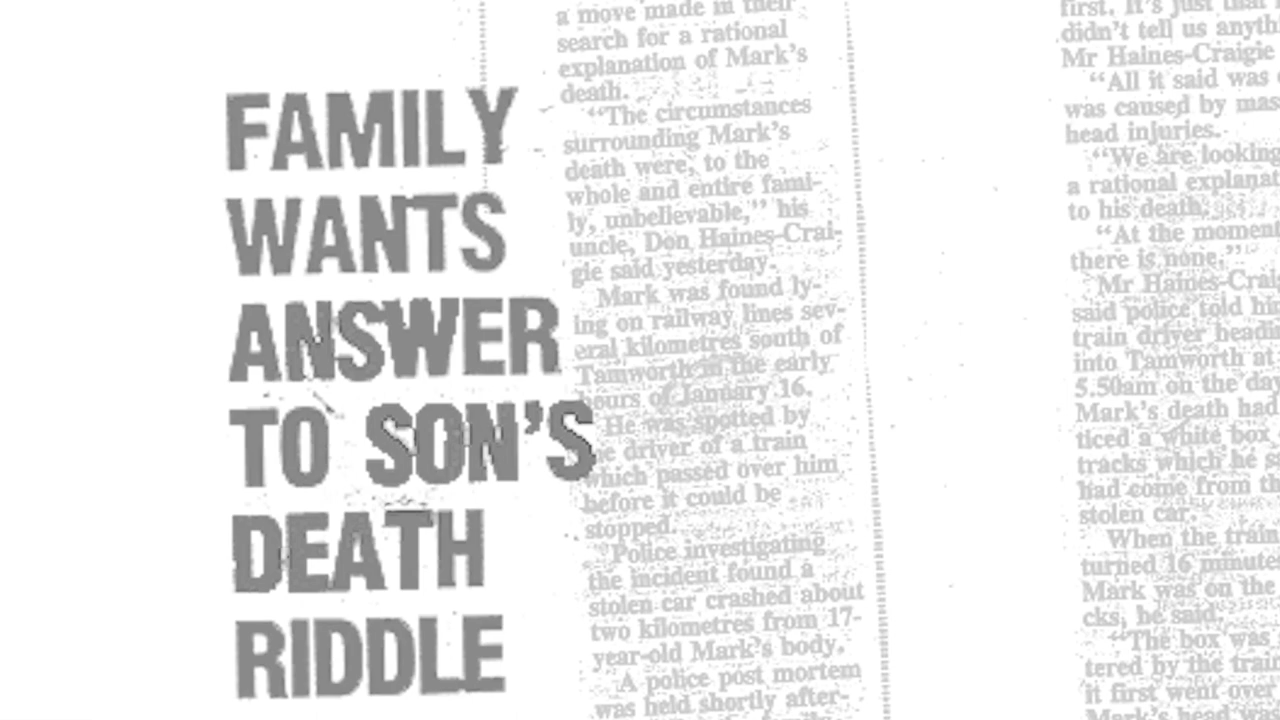 FAMILY
WANTS
ANSWER
TO SON'S
DEATH
RIDDLE
a move made in their
search for a rational
explanation of Mark's
death.
"The circumstances
surrounding Mark's
death were, to the
whole and entire fami-
ly, unbelievable," his
uncle, Don Haines-Crai-
gie said yesterday.
Mark was found ly-
ing on railway lines sev-
eral kilometres south of
Tamworth in the early
hours of January 16.
He was spotted by
the driver of a train
which passed over him
before it could be
stopped.
Police investigating
the incident found a
stolen car crashed about
two kilometres from 17-
year-old Mark's body.
A police post mortem
was held shortly after-
first. It's just that
didn't tell us anyth
Mr Haines-Craigie
"All it said was
was caused by mas
head injuries.
"We are looking
a rational explanat
to his death.
"At the moment
there is none."
Mr Haines-Crai
said police told hi
train driver headi
into Tamworth at
5.50am on the day
Mark's death had
ticed a white box
tracks which he s
had come from th
stolen car.
When the train
turned 16 minute
Mark was on the
cks, he said.
"The box was
tered by the train
it first went over
Mark's head was